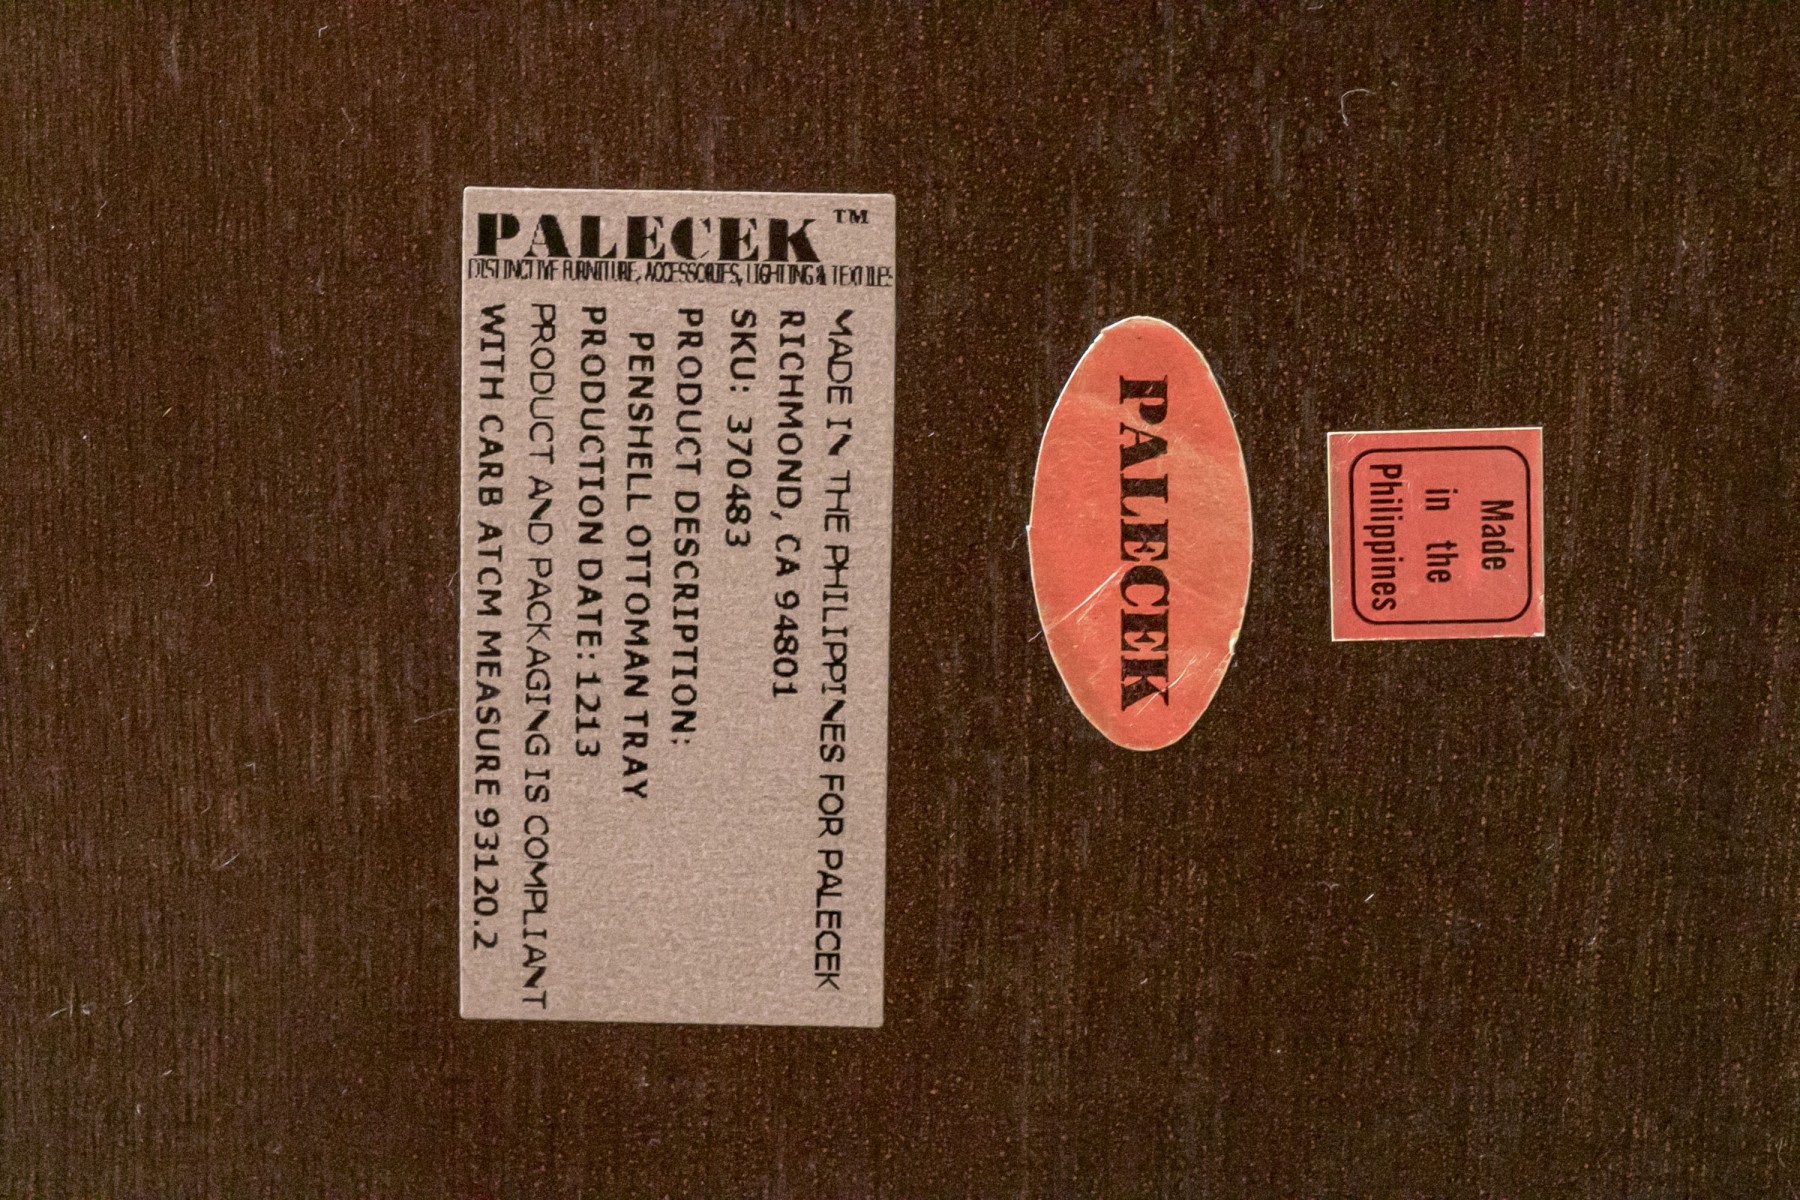 PALECEK ™
DISTINCTIVE FURNITURE, ACCESSORIES, LIGHTING & TEXTILES
MADE IN THE PHILIPPINES FOR PALECEK
RICHMOND, CA 94801
SKU: 370483
PRODUCT DESCRIPTION:
PENSHELL OTTOMAN TRAY
PRODUCTION DATE: 1213
PRODUCT AND PACKAGING IS COMPLIANT
WITH CARB ATCM MEASURE 93120.2
PALECEK
Made
in the
Philippines